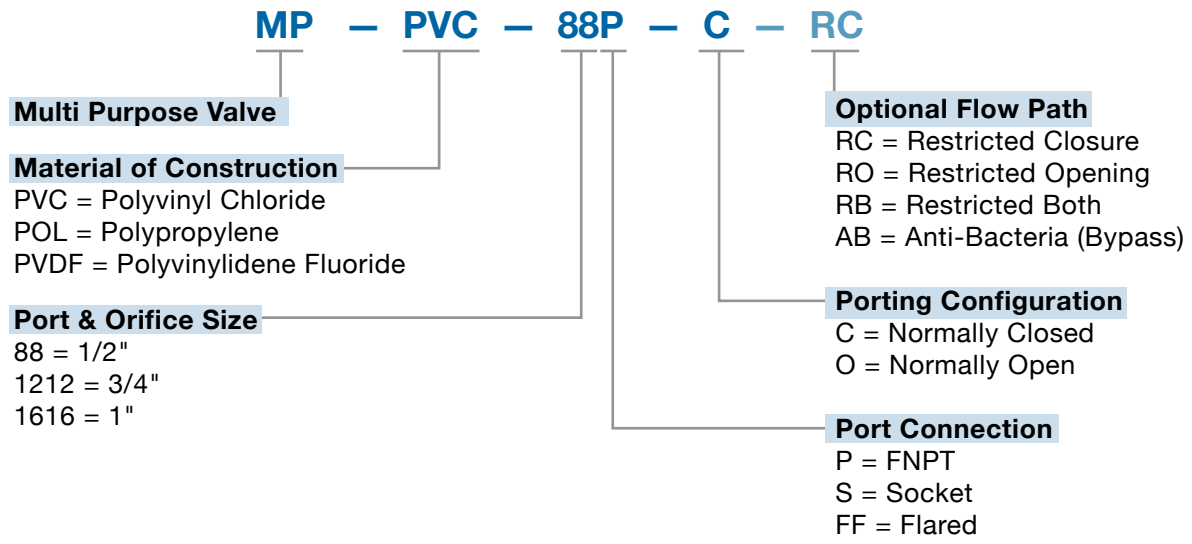 MP – PVC – 88P – C – RC
Multi Purpose Valve
Material of Construction
PVC = Polyvinyl Chloride
POL = Polypropylene
PVDF = Polyvinylidene Fluoride
Port & Orifice Size
88 = 1/2"
1212 = 3/4"
1616 = 1"
Optional Flow Path
RC = Restricted Closure
RO = Restricted Opening
RB = Restricted Both
AB = Anti-Bacteria (Bypass)
Porting Configuration
C = Normally Closed
O = Normally Open
Port Connection
P = FNPT
S = Socket
FF = Flared